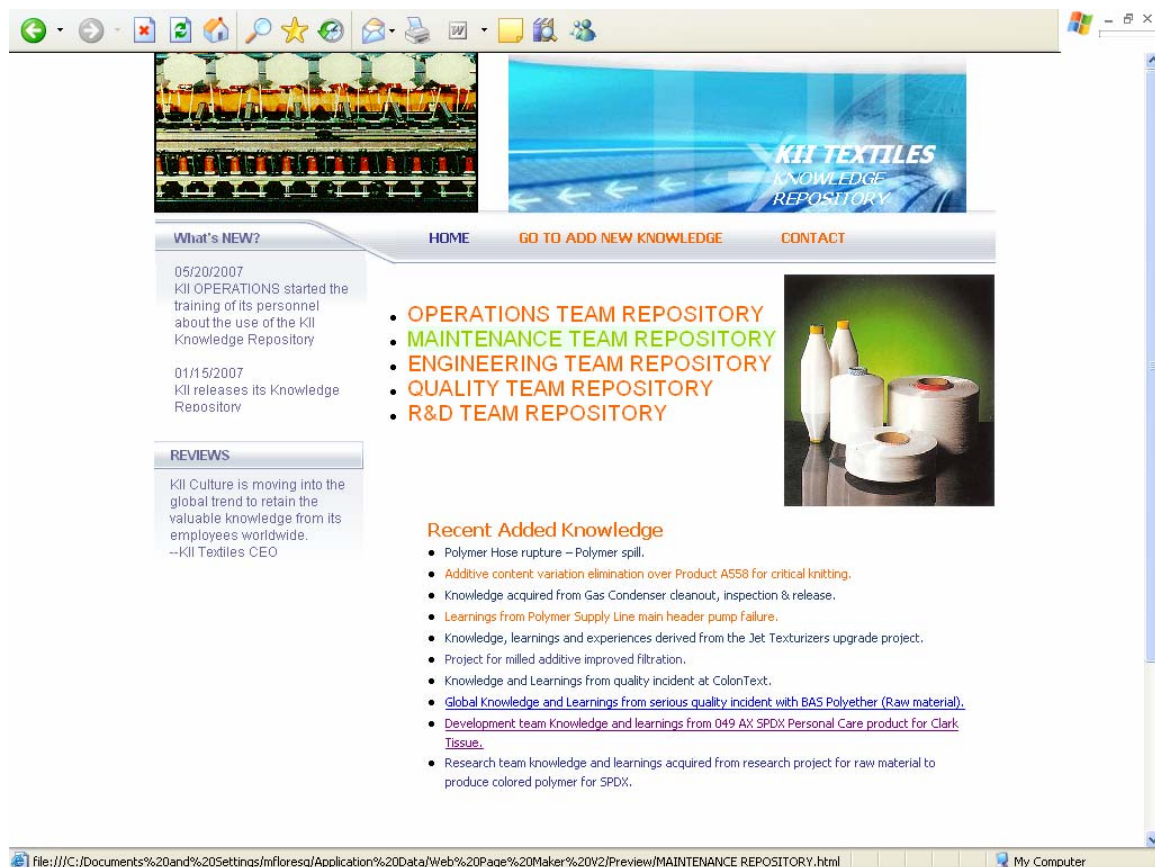 KII TEXTILES
KNOWLEDGE
REPOSITORY
What's NEW?
HOME
GO TO ADD NEW KNOWLEDGE
CONTACT
05/20/2007
KII OPERATIONS started the
training of its personnel
about the use of the KII
Knowledge Repository
01/15/2007
KII releases its Knowledge
Repository
REVIEWS
KII Culture is moving into the
global trend to retain the
valuable knowledge from its
employees worldwide.
--KII Textiles CEO
• OPERATIONS TEAM REPOSITORY
• MAINTENANCE TEAM REPOSITORY
• ENGINEERING TEAM REPOSITORY
• QUALITY TEAM REPOSITORY
• R&D TEAM REPOSITORY
Recent Added Knowledge
• Polymer Hose rupture – Polymer spill.
• Additive content variation elimination over Product A558 for critical knitting.
• Knowledge acquired from Gas Condenser cleanout, inspection & release.
• Learnings from Polymer Supply Line main header pump failure.
• Knowledge, learnings and experiences derived from the Jet Texturizers upgrade project.
• Project for milled additive improved filtration.
• Knowledge and Learnings from quality incident at ColonText.
• Global Knowledge and Learnings from serious quality incident with BAS Polyether (Raw material).
• Development team Knowledge and learnings from 049 AX SPDX Personal Care product for Clark
Tissue.
• Research team knowledge and learnings acquired from research project for raw material to
produce colored polymer for SPDX.
file:///C:/Documents%20and%20Settings/mfloresg/Application%20Data/Web%20Page%20Maker%20V2/Preview/MAINTENANCE REPOSITORY.html
My Computer